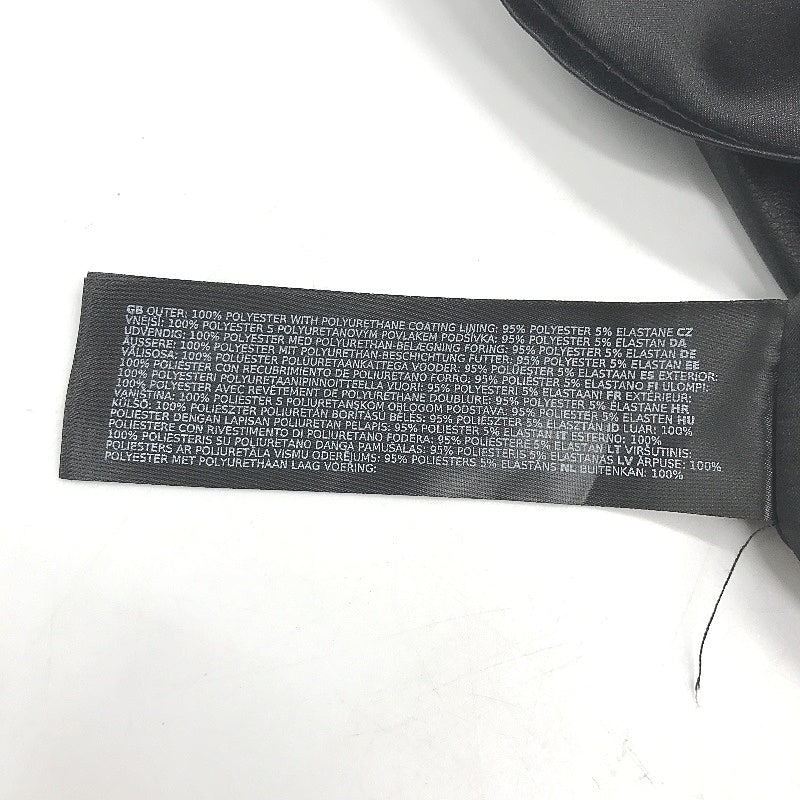 GB OUTER: 100% POLYESTER WITH POLYURETHANE COATING LINING: 95% POLYESTER 5% ELASTANE CZ
VNĚJŠÍ: 100% POLYESTER S POLYURETANOVÝM POVLAKEM PODŠÍVKA: 95% POLYESTER 5% ELASTAN DA
UDVENDIG: 100% POLYESTER MED POLYURETHAN-BELÆGNING FORING: 95% POLYESTER 5% ELASTAN DE
ÄUSSERE: 100% POLYESTER MIT POLYURETHAN-BESCHICHTUNG FUTTER: 95% POLYESTER 5% ELASTAN EE
VÄLISOSA: 100% POLÜESTER POLÜURETAANKATTEGA VOODER: 95% POLÜESTER 5% ELASTAAN ES EXTERIOR:
100% POLIÉSTER CON RECUBRIMIENTO DE POLIURETANO FORRO: 95% POLIÉSTER 5% ELASTANO FI ULOMPI:
100% POLYESTERI POLYURETAANIPINNOITTEELLA VUORI: 95% POLYESTERI 5% ELASTAANI FR EXTÉRIEUR:
100% POLYESTER AVEC REVÊTEMENT DE POLYURÉTHANE DOUBLURE: 95% POLYESTER 5% ÉLASTANE HR
VANJŠTINA: 100% POLIESTER S POLIURETANSKOM OBLOGOM PODSTAVA: 95% POLIESTER 5% ELASTEN HU
KÜLSŐ: 100% POLIÉSZTER POLIURETÁN BORÍTÁSÚ BÉLÉS: 95% POLIÉSZTER 5% ELASZTÁN ID LUAR: 100%
POLIESTER DENGAN LAPISAN POLIURETAN PELAPIS: 95% POLIESTER 5% ELASTAN IT ESTERNO: 100%
POLIESTERE CON RIVESTIMENTO DI POLIURETANO FODERA: 95% POLIESTERE 5% ELASTAN LT VIRŠUTINIS:
100% POLIESTERIS SU POLIURETANO DANGA PAMUŠALAS: 95% POLIESTERIS 5% ELASTANAS LV ĀRPUSE: 100%
POLIESTERS AR POLIURETĀLA VISMU ODERĒJUMS: 95% POLIESTERS 5% ELASTĀNS NL BUITENKAN: 100%
POLYESTER MET POLYURETHAAN LAAG VOERING: